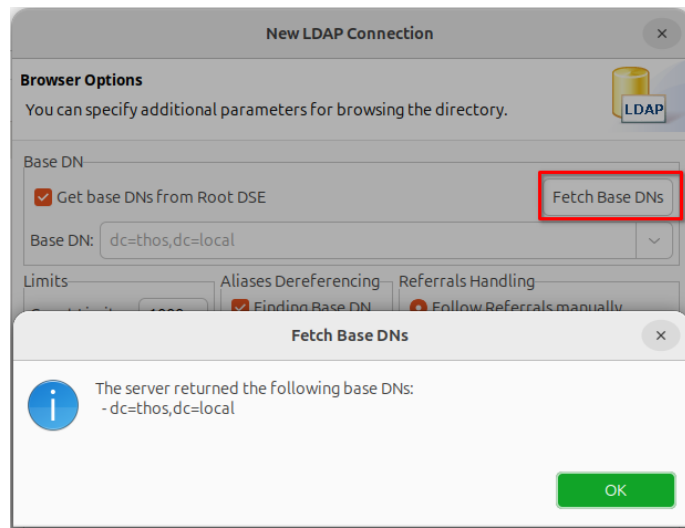 New LDAP Connection
Browser Options
You can specify additional parameters for browsing the directory.
LDAP
Base DN
Get base DNs from Root DSE
Fetch Base DNs
Base DN: dc=thos,dc=local
Limits
Aliases Dereferencing
Referrals Handling
Finding Base DN
Follow Referrals manually
Fetch Base DNs
The server returned the following base DNs:
- dc=thos,dc=local
OK